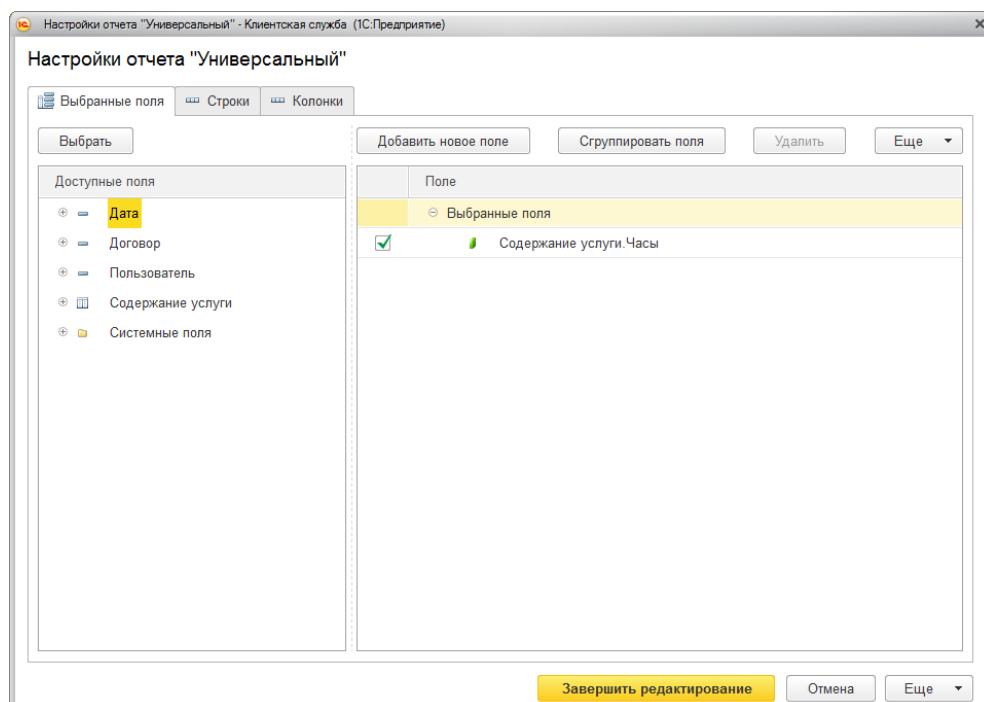 Настройки отчета "Универсальный" - Клиентская служба (1С:Предприятие)
Настройки отчета "Универсальный"
Выбранные поля Строки Колонки
Выбрать Добавить новое поле Сгруппировать поля Удалить Еще
Доступные поля Поле
Дата Выбранные поля
Договор Содержание услуги.Часы
Пользователь
Содержание услуги
Системные поля
Завершить редактирование Отмена Еще